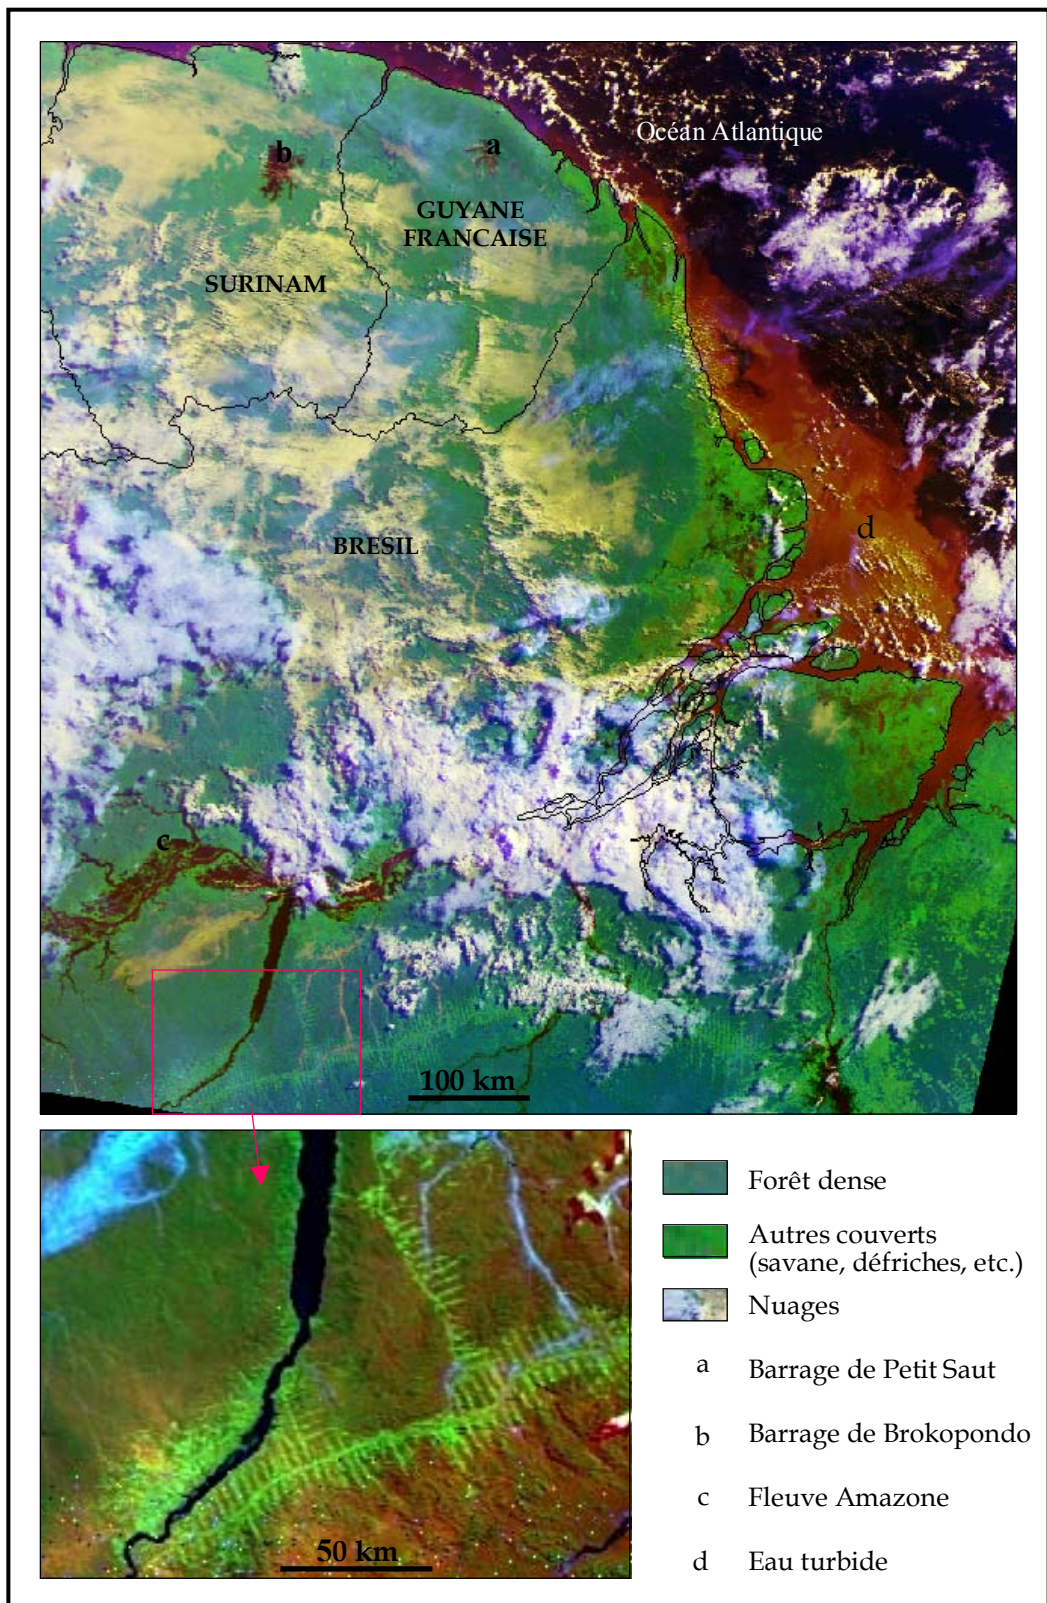 Océan Atlantique
b
a
GUYANE
FRANCAISE
SURINAM
d
BRESIL
c
100 km
50 km
Forêt dense
Autres couverts
(savane, défriches, etc.)
Nuages
a Barrage de Petit Saut
b Barrage de Brokopondo
c Fleuve Amazone
d Eau turbide